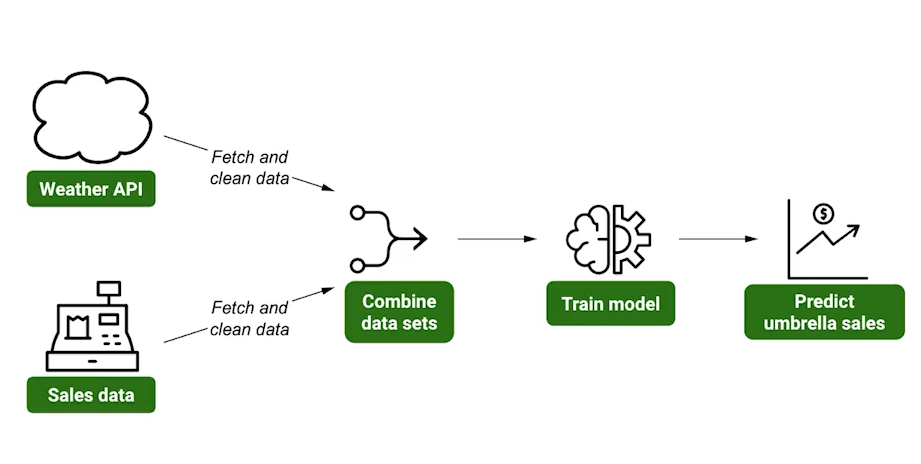 Fetch and
clean data
Weather API
$
Fetch and
clean data
Sales data
Combine
data sets
Train model
Predict
umbrella sales